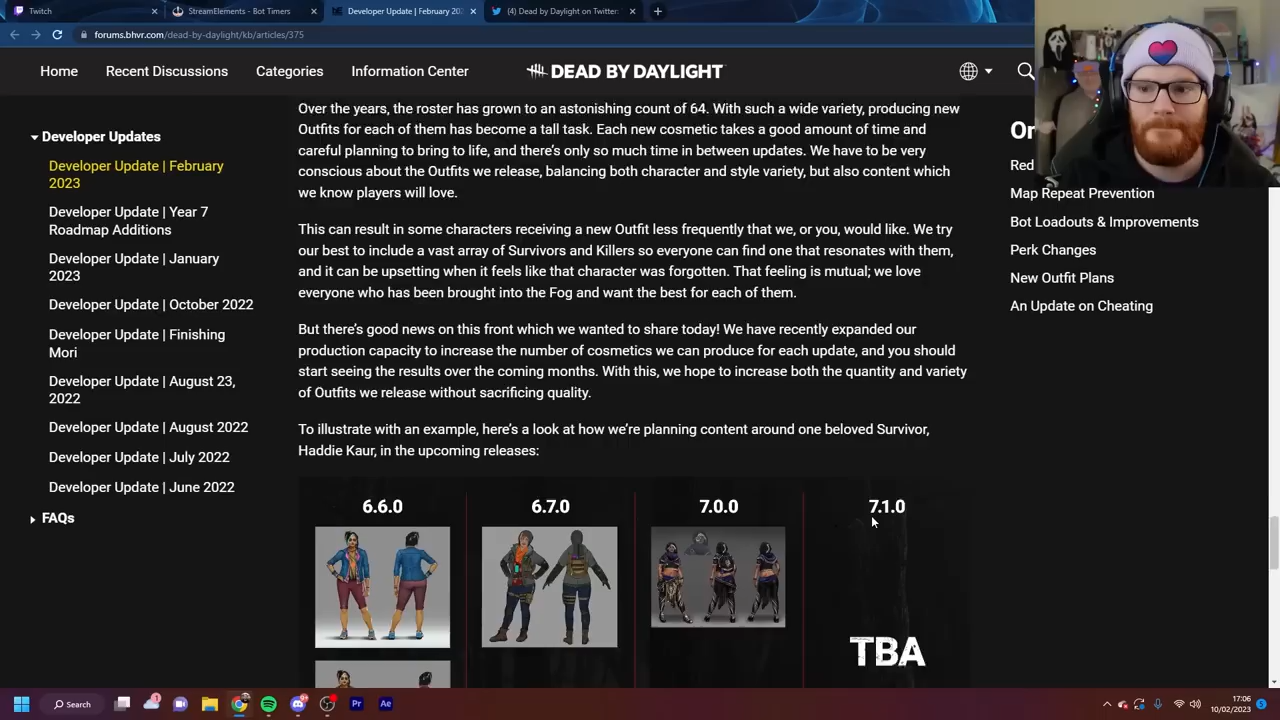 Twitch
StreamElements - Bot Timers
Developer Update | February 202
(4) Dead by Daylight on Twitter:
forums.bhvr.com/dead-by-daylight/kb/articles/375
Home
Recent Discussions
Categories
Information Center
DEAD BY DAYLIGHT
Developer Updates
Developer Update | February
2023
Developer Update | Year 7
Roadmap Additions
Developer Update | January
2023
Developer Update | October 2022
Developer Update | Finishing
Mori
Developer Update | August 23,
2022
Developer Update | August 2022
Developer Update | July 2022
Developer Update | June 2022
FAQs
Over the years, the roster has grown to an astonishing count of 64. With such a wide variety, producing new
Outfits for each of them has become a tall task. Each new cosmetic takes a good amount of time and
careful planning to bring to life, and there's only so much time in between updates. We have to be very
conscious about the Outfits we release, balancing both character and style variety, but also content which
we know players will love.
This can result in some characters receiving a new Outfit less frequently that we, or you, would like. We try
our best to include a vast array of Survivors and Killers so everyone can find one that resonates with them,
and it can be upsetting when it feels like that character was forgotten. That feeling is mutual; we love
everyone who has been brought into the Fog and want the best for each of them.
But there's good news on this front which we wanted to share today! We have recently expanded our
production capacity to increase the number of cosmetics we can produce for each update, and you should
start seeing the results over the coming months. With this, we hope to increase both the quantity and variety
of Outfits we release without sacrificing quality.
To illustrate with an example, here's a look at how we're planning content around one beloved Survivor,
Haddie Kaur, in the upcoming releases:
6.6.0
6.7.0
7.0.0
7.1.0
TBA
Or
Red
Map Repeat Prevention
Bot Loadouts & Improvements
Perk Changes
New Outfit Plans
An Update on Cheating
Search
Pr
Ae
17:06
10/02/2023